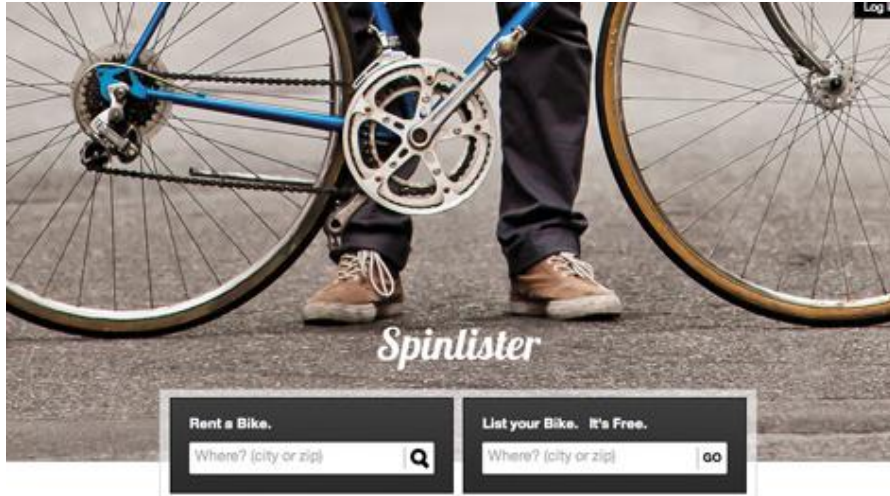 Log
Spinlister
Rent a Bike.
Where? (city or zip)
List your Bike. It's Free.
Where? (city or zip)
GO